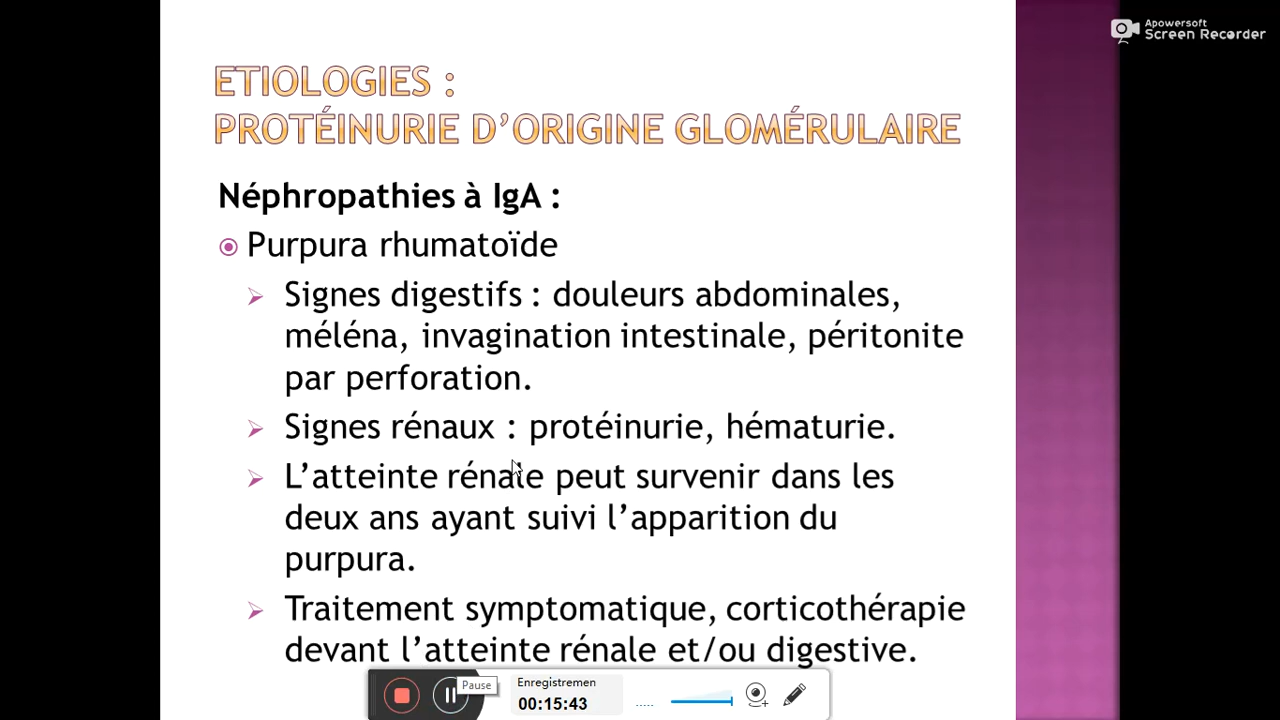 Apowersoft
Screen Recorder
ETIOLOGIES :
PROTÉINURIE D’ORIGINE GLOMÉRULAIRE
Néphropathies à IgA :
Purpura rhumatoïde
Signes digestifs : douleurs abdominales,
méléna, invagination intestinale, péritonite
par perforation.
Signes rénaux : protéinurie, hématurie.
L’atteinte rénale peut survenir dans les
deux ans ayant suivi l’apparition du
purpura.
Traitement symptomatique, corticothérapie
devant l’atteinte rénale et/ou digestive.
Pause
Enregistremen
00:15:43